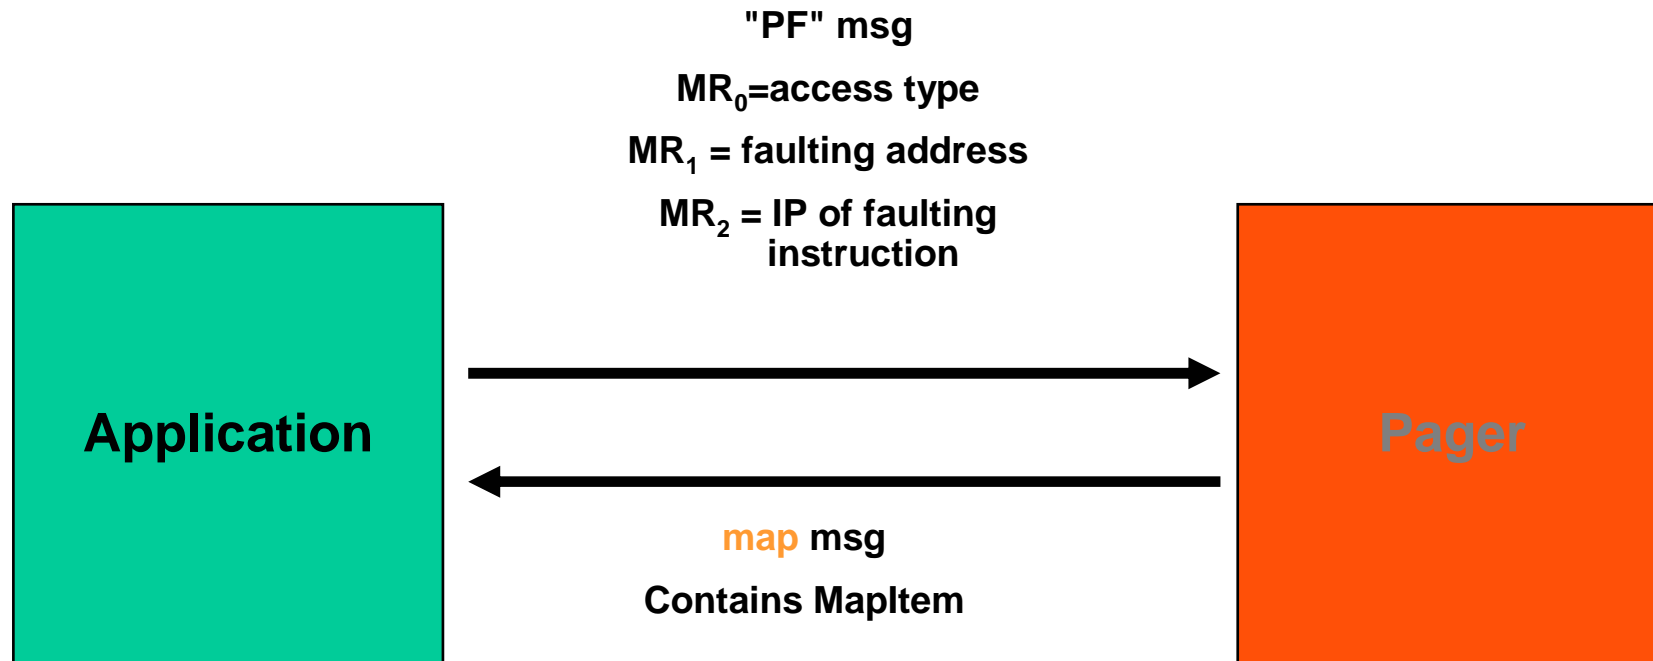 "PF" msg
MR0=access type
MR1 = faulting address
MR2 = IP of faulting
instruction
Application
Pager
map msg
Contains MapItem